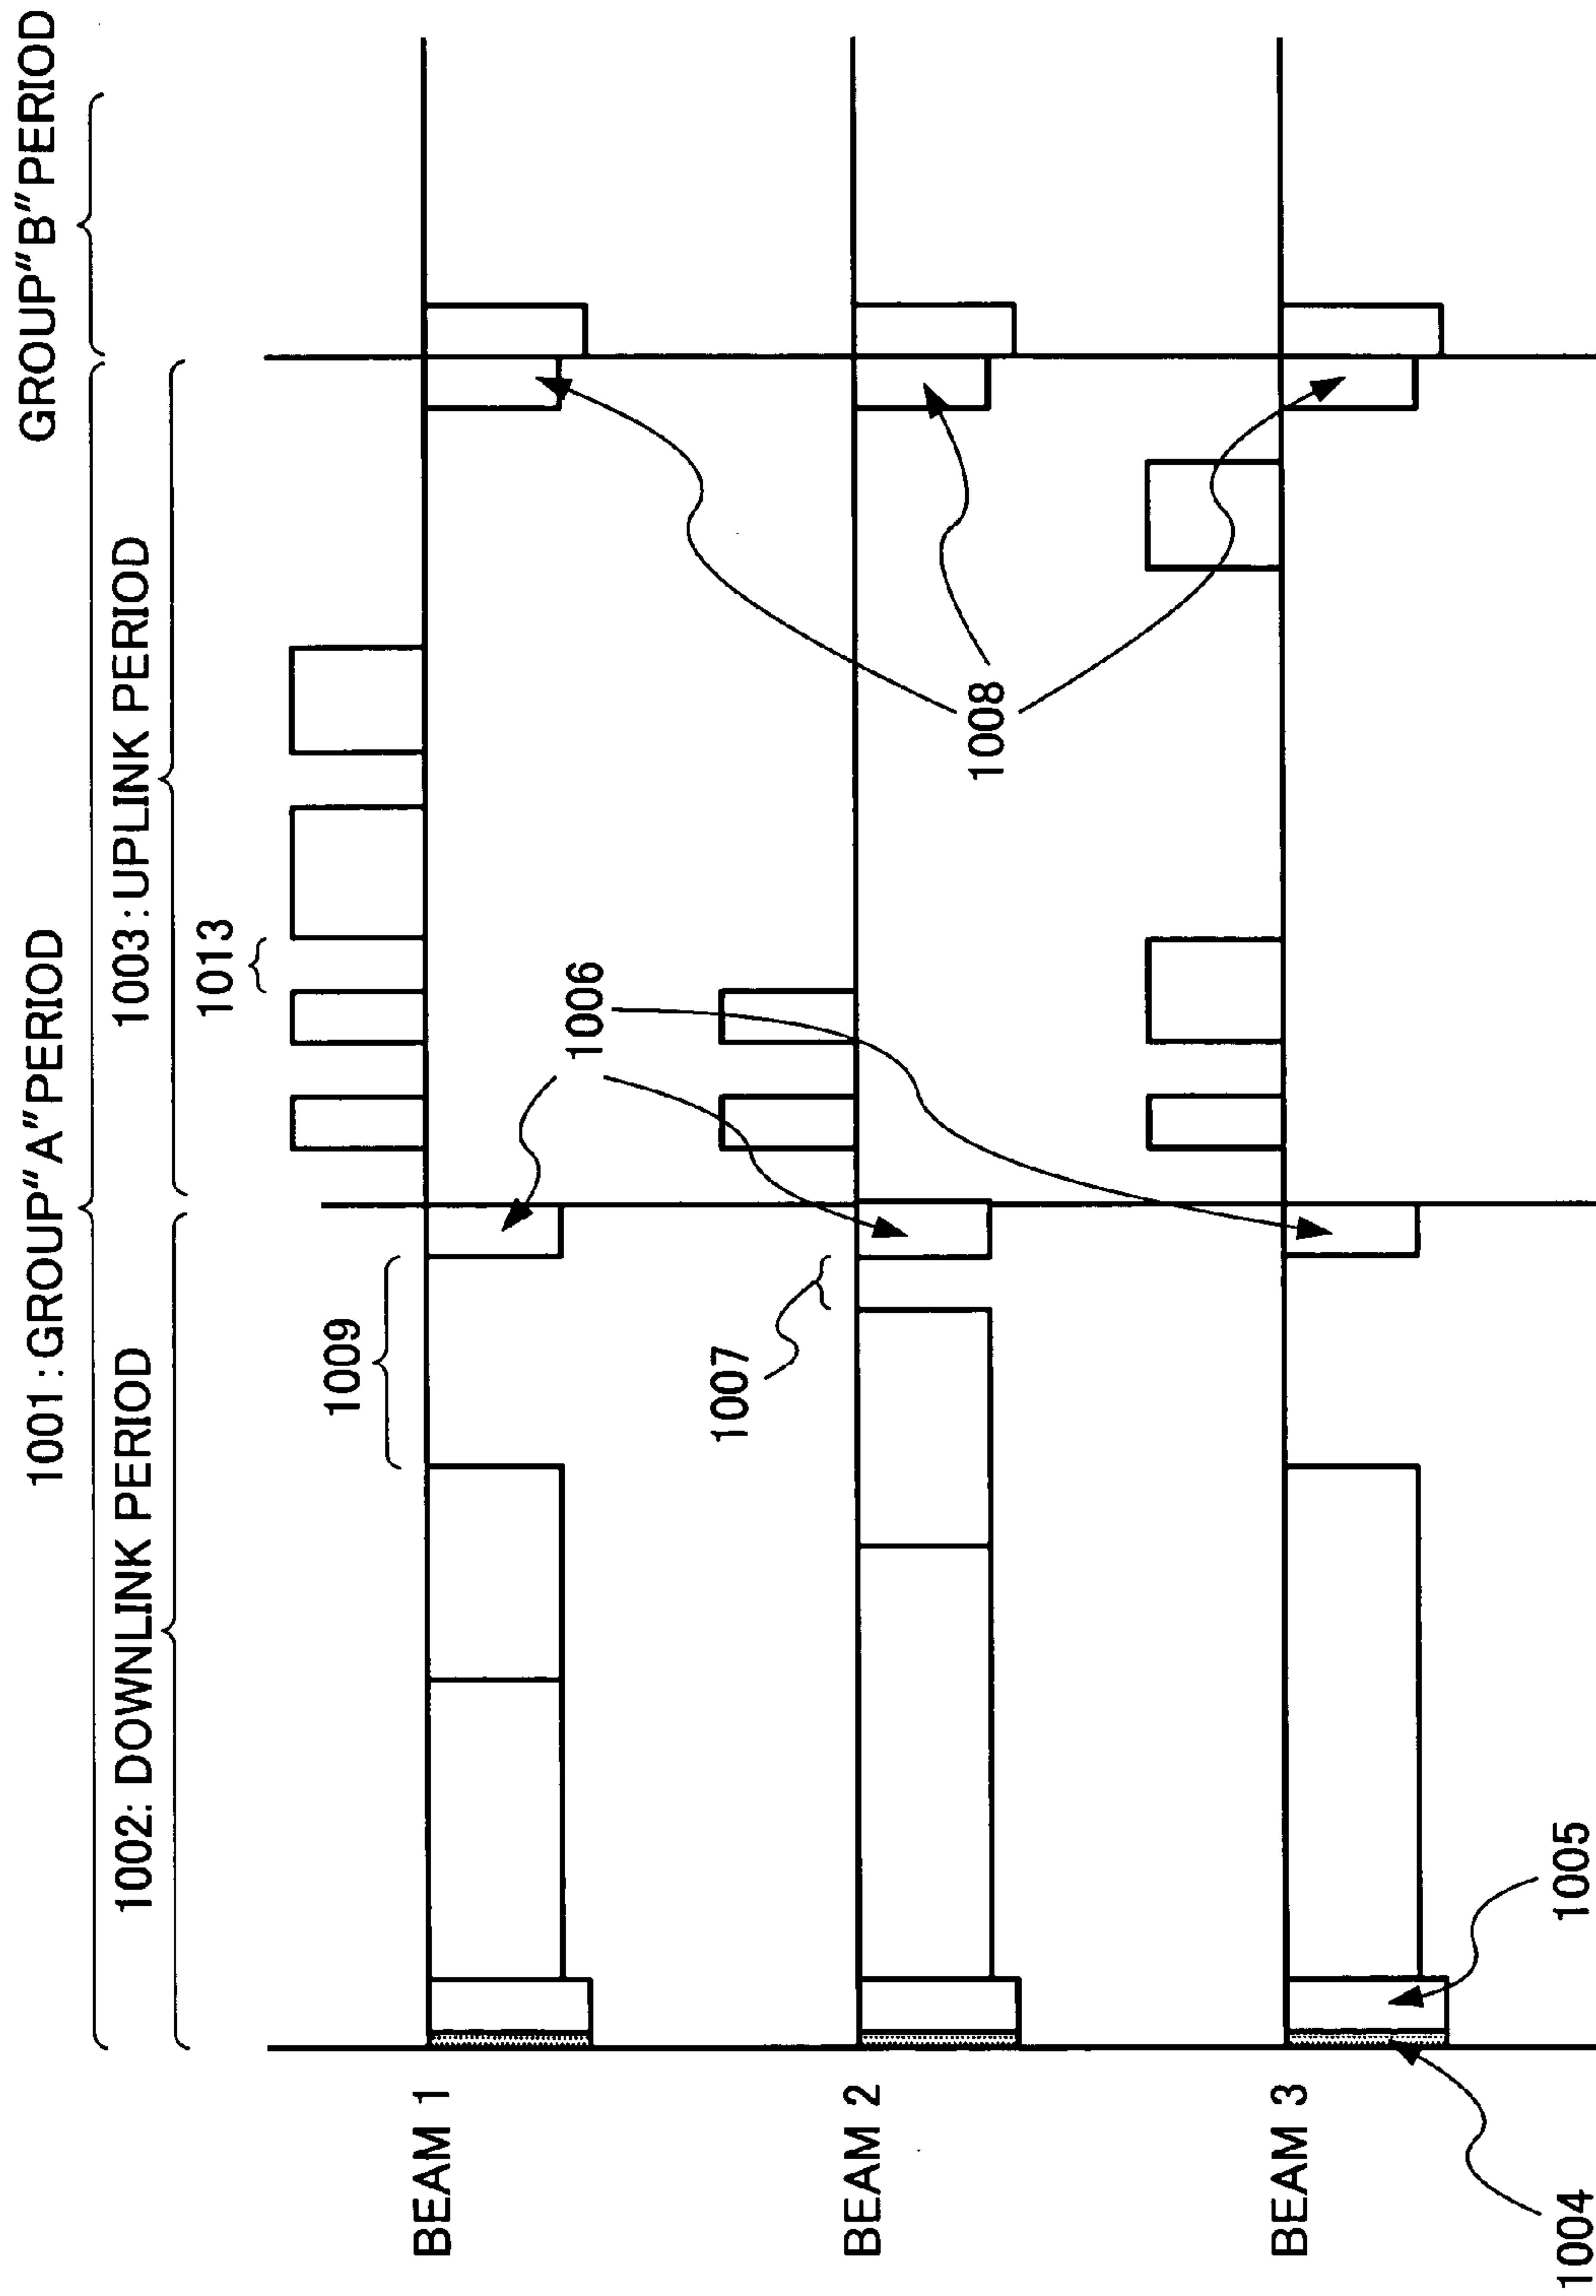 1001:GROUP"A"PERIOD
GROUP"B"PERIOD
1002: DOWNLINK PERIOD
1003:UPLINK PERIOD
1013
1009
BEAM 1
1006
1007
BEAM 2
1008
BEAM 3
1004
1005